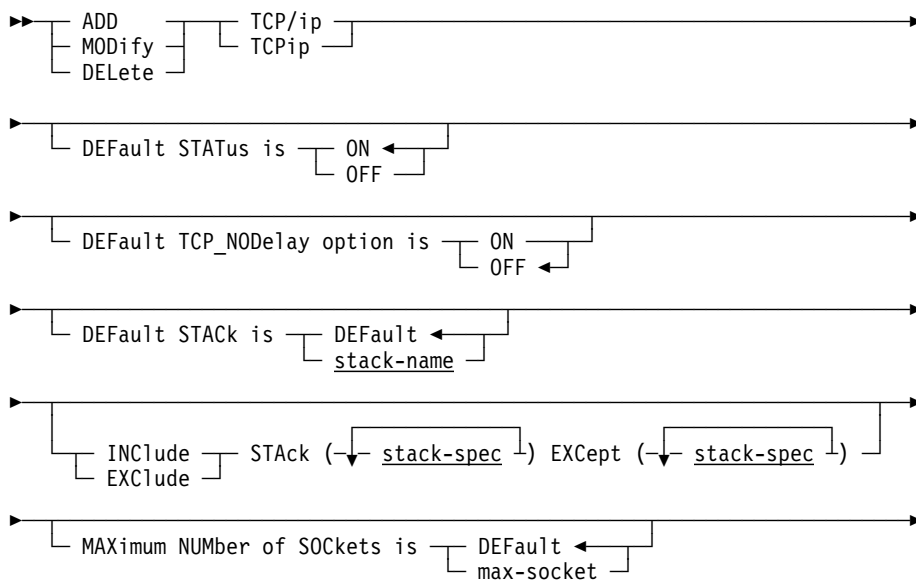 ADD TCP/ip
MODify TCPip
DELete
DEFault STATus is ON
OFF
DEFault TCP_NODelay option is ON
OFF
DEFault STACk is DEFault
stack-name
INClude STAck ( stack-spec ) EXCept ( stack-spec )
EXClude
MAXimum NUMber of SOCkets is DEFault
max-socket